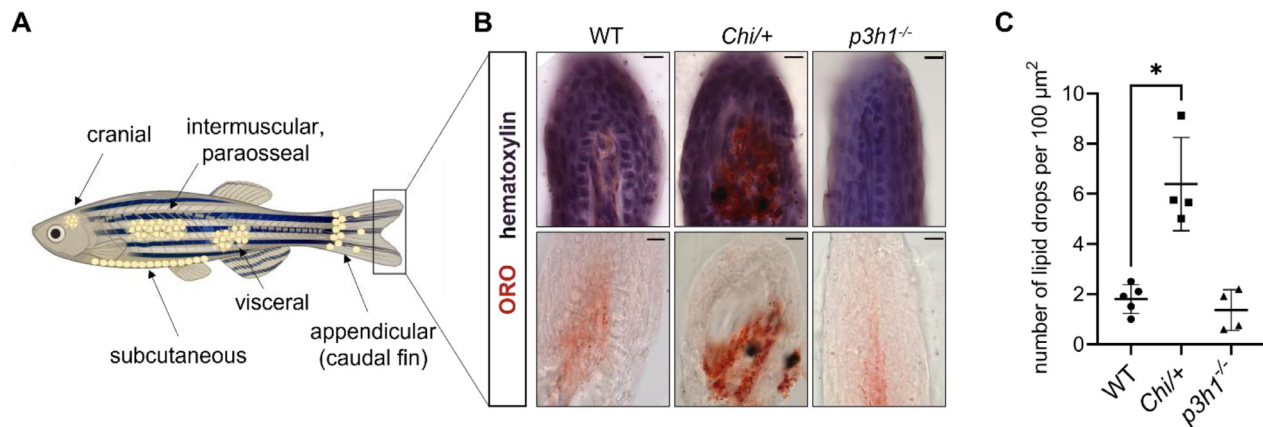 A
cranial
intermuscular,
paraosseal
visceral
subcutaneous
appendicular
(caudal fin)
B
WT
Chi/+
p3h1-/-
ORO hematoxylin
C
*
number of lipid drops per 100 µm²
10
8
6
4
2
0
WT
Chi/+
p3h1-/-